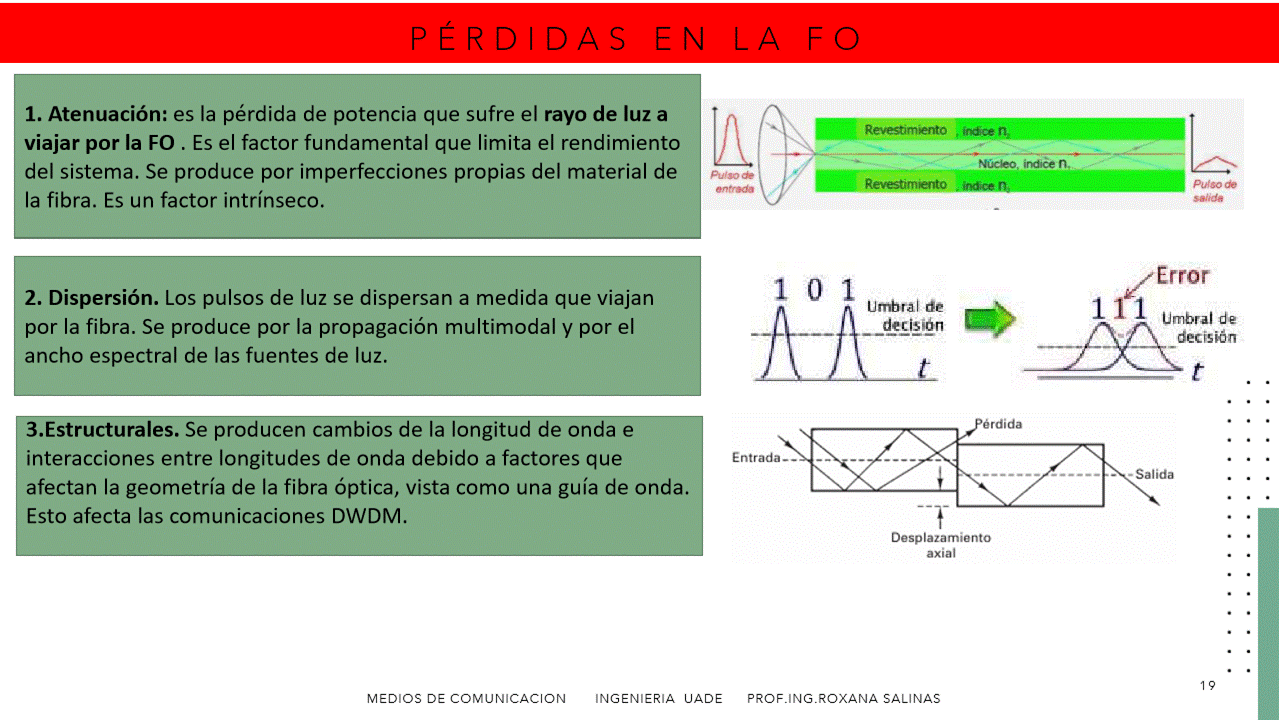 PÉRDIDAS EN LA FO
1. Atenuación: es la pérdida de potencia que sufre el rayo de luz a
viajar por la FO . Es el factor fundamental que limita el rendimiento
del sistema. Se produce por imperfecciones propias del material de
la fibra. Es un factor intrínseco.
Pulso de
entrada
Revestimiento , índice n₂
Núcleo, índice n₁
Revestimiento , índice n₂
Pulso de
salida
2. Dispersión. Los pulsos de luz se dispersan a medida que viajan
por la fibra. Se produce por la propagación multimodal y por el
ancho espectral de las fuentes de luz.
1 0 1
Umbral de
decisión
t
Error
1 1 1
Umbral de
decisión
t
3.Estructurales. Se producen cambios de la longitud de onda e
interacciones entre longitudes de onda debido a factores que
afectan la geometría de la fibra óptica, vista como una guía de onda.
Esto afecta las comunicaciones DWDM.
Pérdida
Entrada
Salida
Desplazamiento
axial
19
MEDIOS DE COMUNICACION INGENIERIA UADE PROF.ING.ROXANA SALINAS